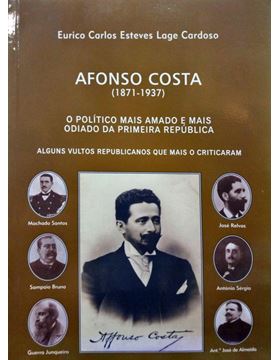 Eurico Carlos Esteves Lage Cardoso
AFONSO COSTA
(1871-1937)
O POLÍTICO MAIS AMADO E MAIS
ODIADO DA PRIMEIRA REPÚBLICA
ALGUNS VULTOS REPUBLICANOS QUE MAIS O CRITICARAM
Machado Santos
José Relvas
Sampaio Bruno
António Sérgio
Guerra Junqueiro
Affonso Costa
Antº José de Almeida